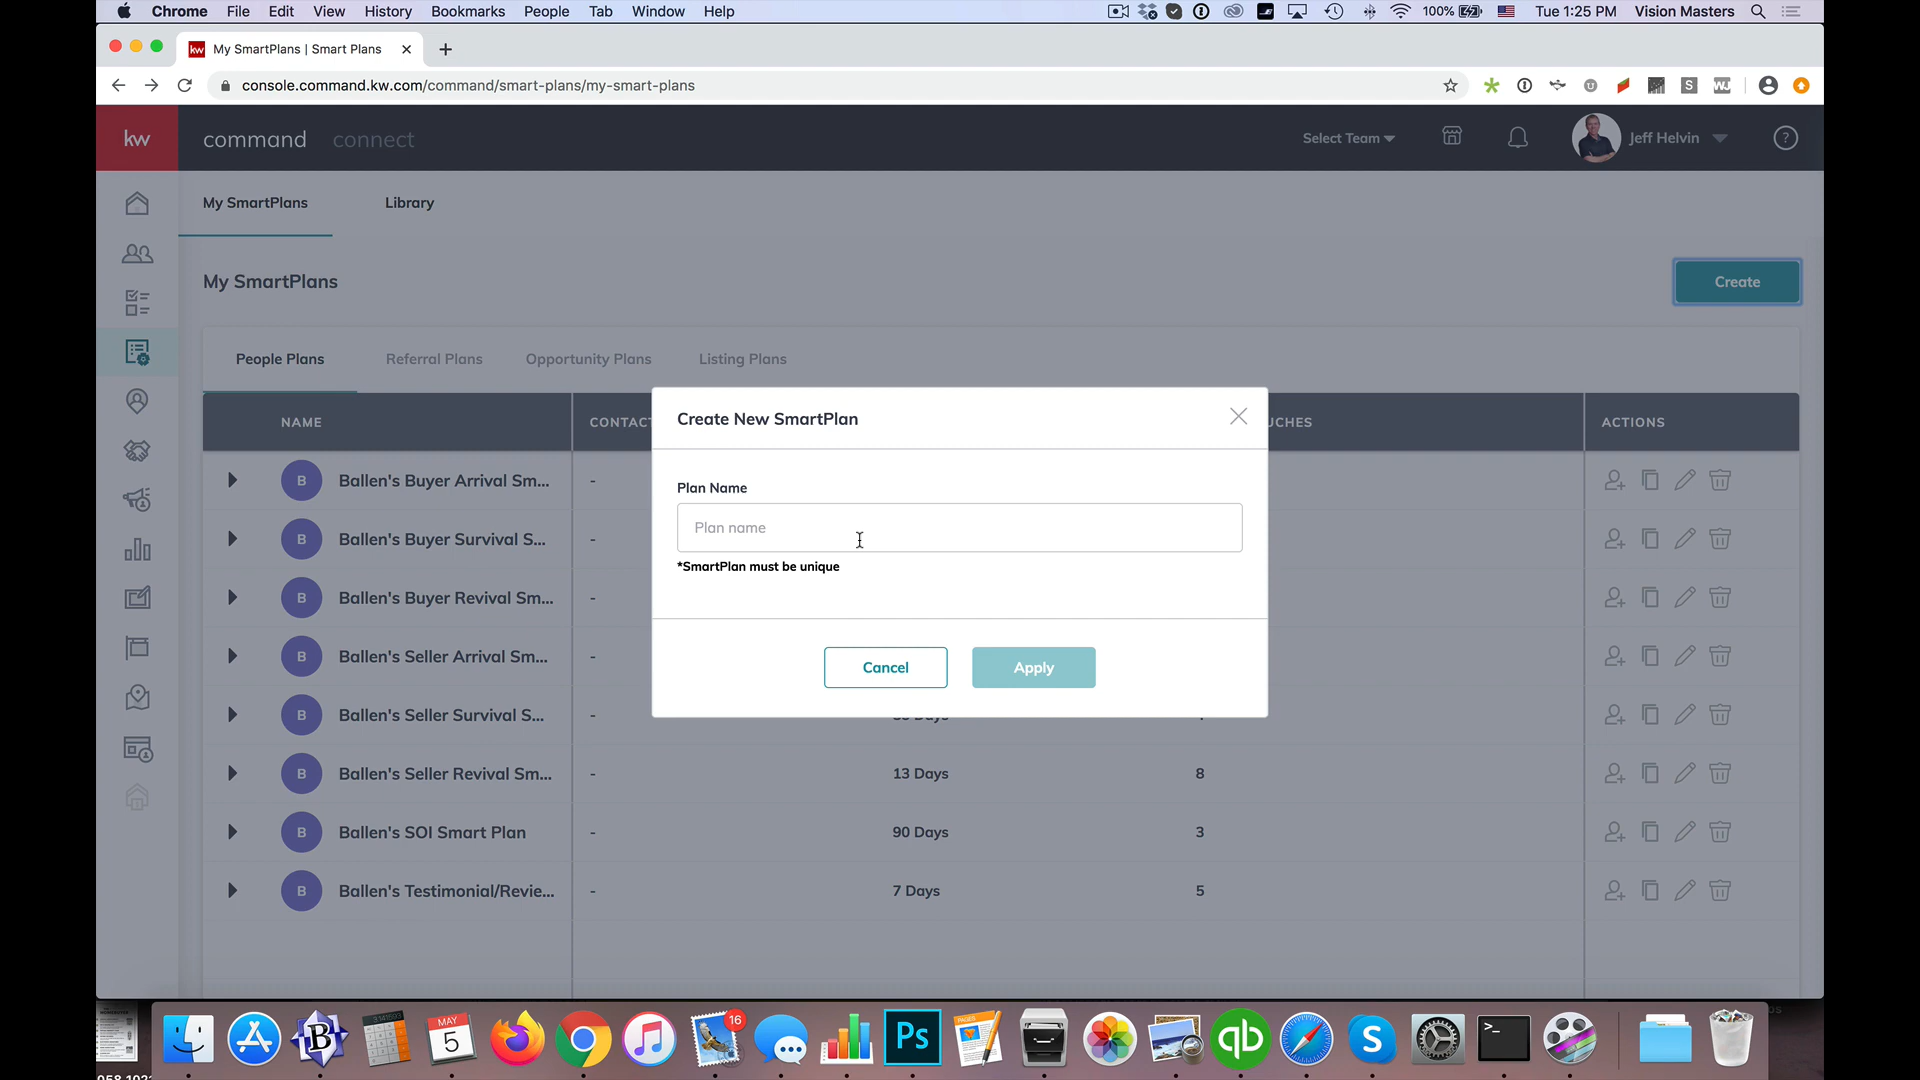 Chrome File Edit View History Bookmarks People Tab Window Help 100% Tue 1:25 PM Vision Masters
kw My SmartPlans | Smart Plans
console.command.kw.com/command/smart-plans/my-smart-plans
kw command connect Select Team Jeff Helvin ?
My SmartPlans Library
My SmartPlans Create
People Plans Referral Plans Opportunity Plans Listing Plans
NAME CONTACT UCHES ACTIONS
Create New SmartPlan
Plan Name
Plan name
*SmartPlan must be unique
Cancel Apply
B Ballen's Buyer Arrival Sm... -
B Ballen's Buyer Survival S... -
B Ballen's Buyer Revival Sm... -
B Ballen's Seller Arrival Sm... -
B Ballen's Seller Survival S... - Days
B Ballen's Seller Revival Sm... - 13 Days 8
B Ballen's SOI Smart Plan - 90 Days 3
B Ballen's Testimonial/Revie... - 7 Days 5
MAY
5
16
Ps
PAGES
qb
S
>_